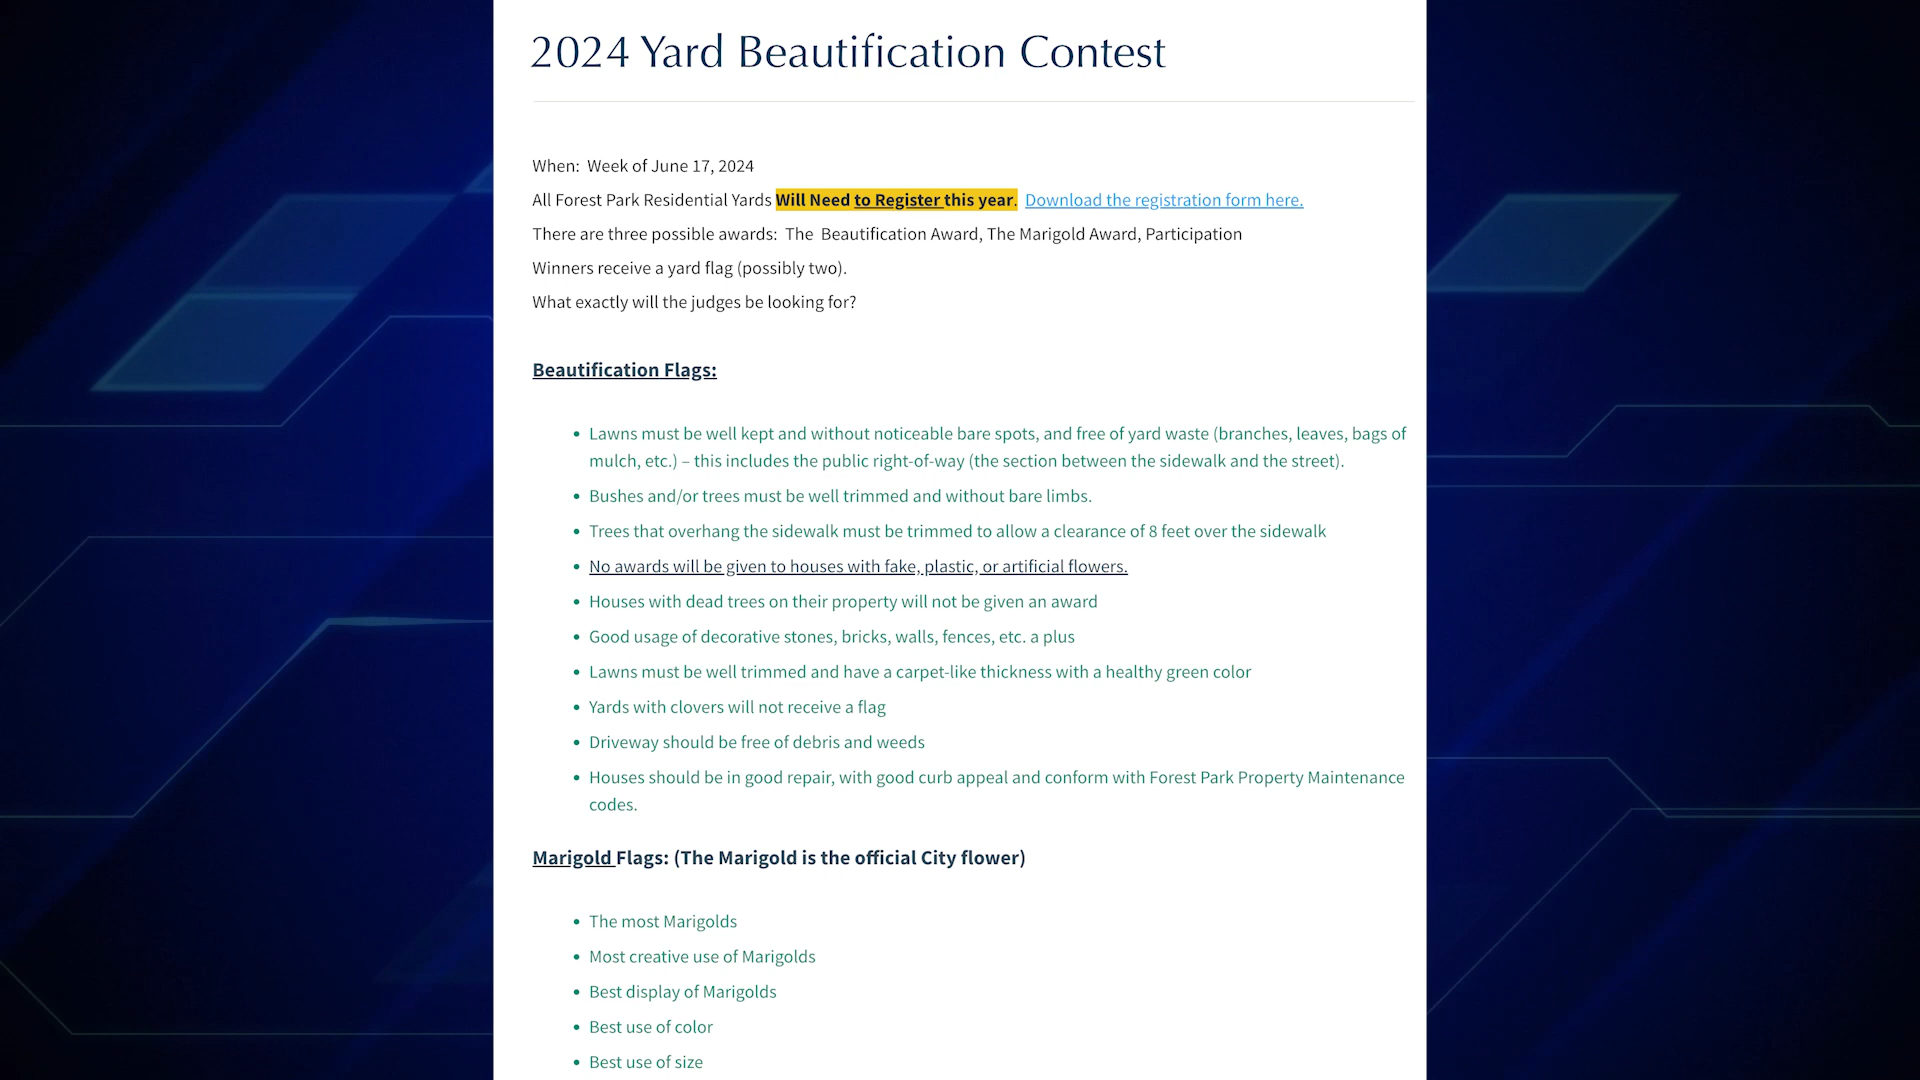 2024 Yard Beautification Contest
When: Week of June 17, 2024
All Forest Park Residential Yards Will Need to Register this year. Download the registration form here.
There are three possible awards: The Beautification Award, The Marigold Award, Participation
Winners receive a yard flag (possibly two).
What exactly will the judges be looking for?
Beautification Flags:
• Lawns must be well kept and without noticeable bare spots, and free of yard waste (branches, leaves, bags of
mulch, etc.) – this includes the public right-of-way (the section between the sidewalk and the street).
• Bushes and/or trees must be well trimmed and without bare limbs.
• Trees that overhang the sidewalk must be trimmed to allow a clearance of 8 feet over the sidewalk
• No awards will be given to houses with fake, plastic, or artificial flowers.
• Houses with dead trees on their property will not be given an award
• Good usage of decorative stones, bricks, walls, fences, etc. a plus
• Lawns must be well trimmed and have a carpet-like thickness with a healthy green color
• Yards with clovers will not receive a flag
• Driveway should be free of debris and weeds
• Houses should be in good repair, with good curb appeal and conform with Forest Park Property Maintenance
codes.
Marigold Flags: (The Marigold is the official City flower)
• The most Marigolds
• Most creative use of Marigolds
• Best display of Marigolds
• Best use of color
• Best use of size